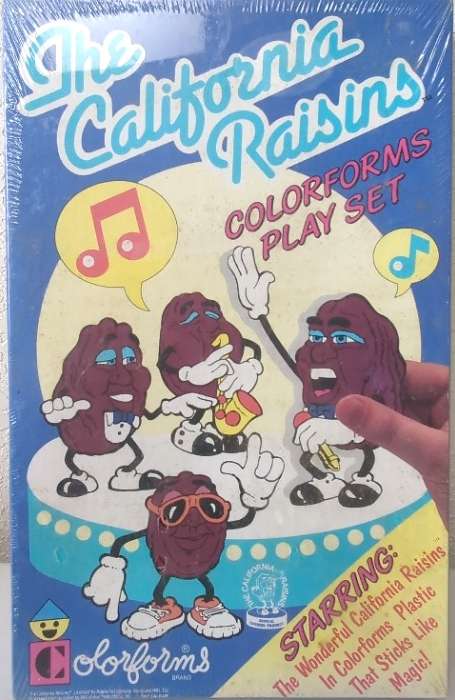 The
California
Raisins™
COLORFORMS
PLAY SET
STARRING:
The Wonderful California Raisins
In Colorforms® Plastic
That Sticks Like
Magic!
THE CALIFORNIA RAISINS
Colorforms®
BRAND